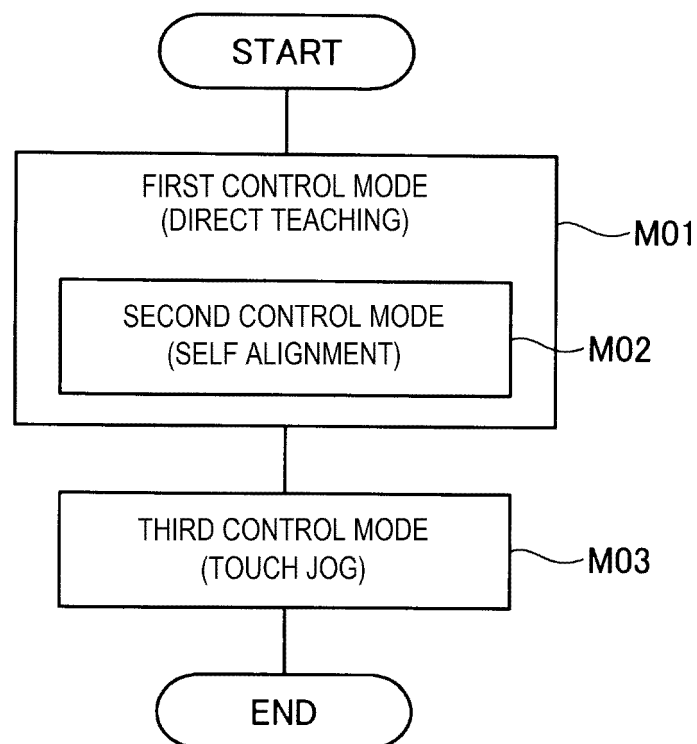 START
FIRST CONTROL MODE
(DIRECT TEACHING)
M01
SECOND CONTROL MODE
(SELF ALIGNMENT)
M02
THIRD CONTROL MODE
(TOUCH JOG)
M03
END